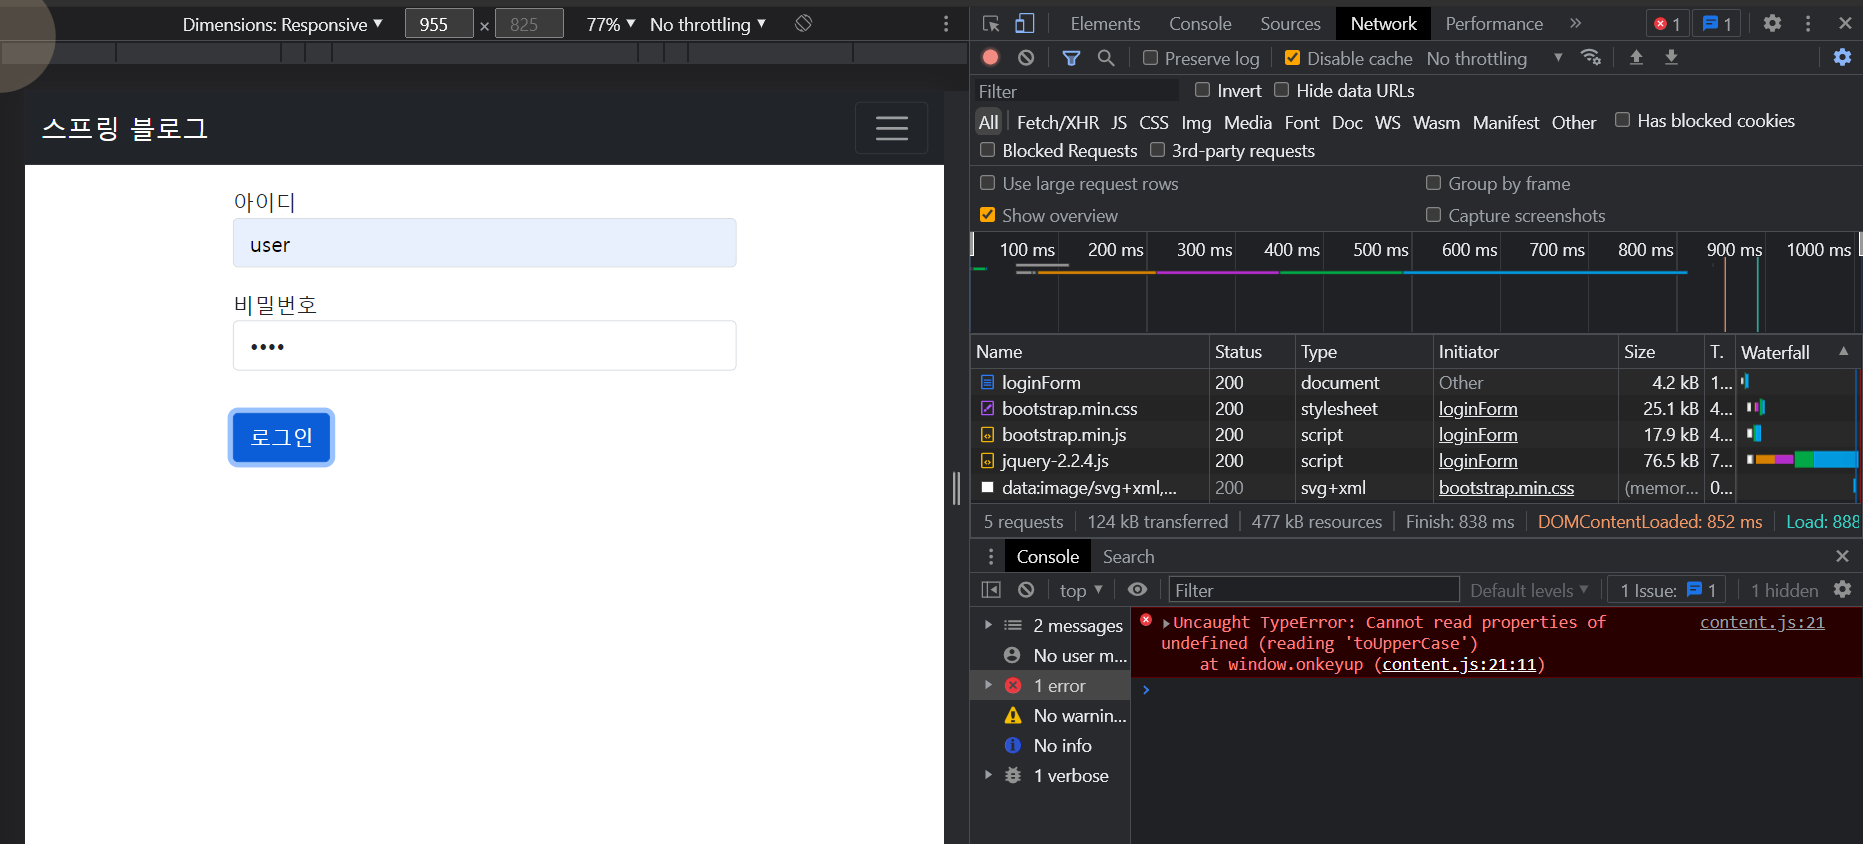 Dimensions: Responsive ▼ 955 × 825 77% ▼ No throttling ▼
스프링 블로그
아이디
user
비밀번호
••••
로그인
Elements Console Sources Network Performance » 1 1
Preserve log Disable cache No throttling ▼
Filter Invert Hide data URLs
All Fetch/XHR JS CSS Img Media Font Doc WS Wasm Manifest Other Has blocked cookies
Blocked Requests 3rd-party requests
Use large request rows Group by frame
Show overview Capture screenshots
100 ms 200 ms 300 ms 400 ms 500 ms 600 ms 700 ms 800 ms 900 ms 1000 ms
Name Status Type Initiator Size T. Waterfall ▲
loginForm 200 document Other 4.2 kB 1...
bootstrap.min.css 200 stylesheet loginForm 25.1 kB 4...
bootstrap.min.js 200 script loginForm 17.9 kB 4...
jquery-2.2.4.js 200 script loginForm 76.5 kB 7...
data:image/svg+xml,... 200 svg+xml bootstrap.min.css (memor... 0...
5 requests 124 kB transferred 477 kB resources Finish: 838 ms DOMContentLoaded: 852 ms Load: 888
Console Search
top ▼ Filter Default levels ▼ 1 Issue: 1 1 hidden
2 messages
No user m...
1 error
No warnin...
No info
1 verbose
Uncaught TypeError: Cannot read properties of content.js:21
undefined (reading 'toUpperCase')
at window.onkeyup (content.js:21:11)